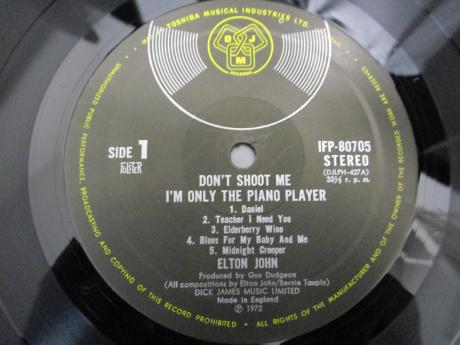 TOSHIBA MUSICAL INDUSTRIES LTD.
DJM
RECORDS
SIDE 1
POLITER
IFP-80705
STEREO
(DJLPH-427A)
33⅓ r. p. m.
DON'T SHOOT ME
I'M ONLY THE PIANO PLAYER
1. Daniel
2. Teacher I Need You
3. Elderberry Wine
4. Blues For My Baby And Me
5. Midnight Creeper
ELTON JOHN
Produced by Gus Dudgeon
(All compositions by Elton John/Bernie Taupin)
DICK JAMES MUSIC LIMITED
Made in England
℗ 1972
UNAUTHORISED PUBLIC PERFORMANCE BROADCASTING AND COPYING OF THIS RECORD PROHIBITED · ALL RIGHTS OF THE MANUFACTURER AND OF THE OWNER OF THE RECORDED WORK ARE RESERVED